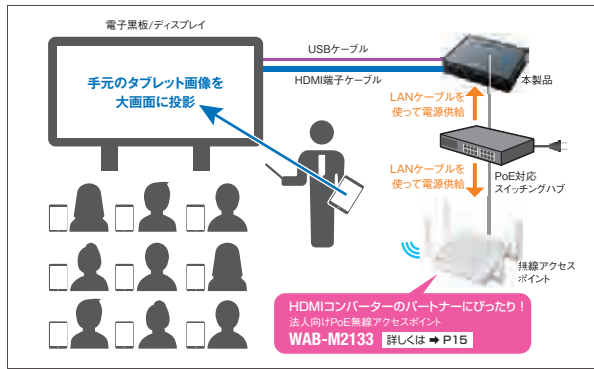 電子黒板/ディスプレイ
USBケーブル
HDMI端子ケーブル
本製品
手元のタブレット画像を
大画面に投影
LANケーブルを
使って電源供給
PoE対応
スイッチングハブ
LANケーブルを
使って電源供給
無線アクセス
ポイント
HDMIコンバーターのパートナーにぴったり！
法人向けPoE無線アクセスポイント
WAB-M2133 詳しくは ➡ P15